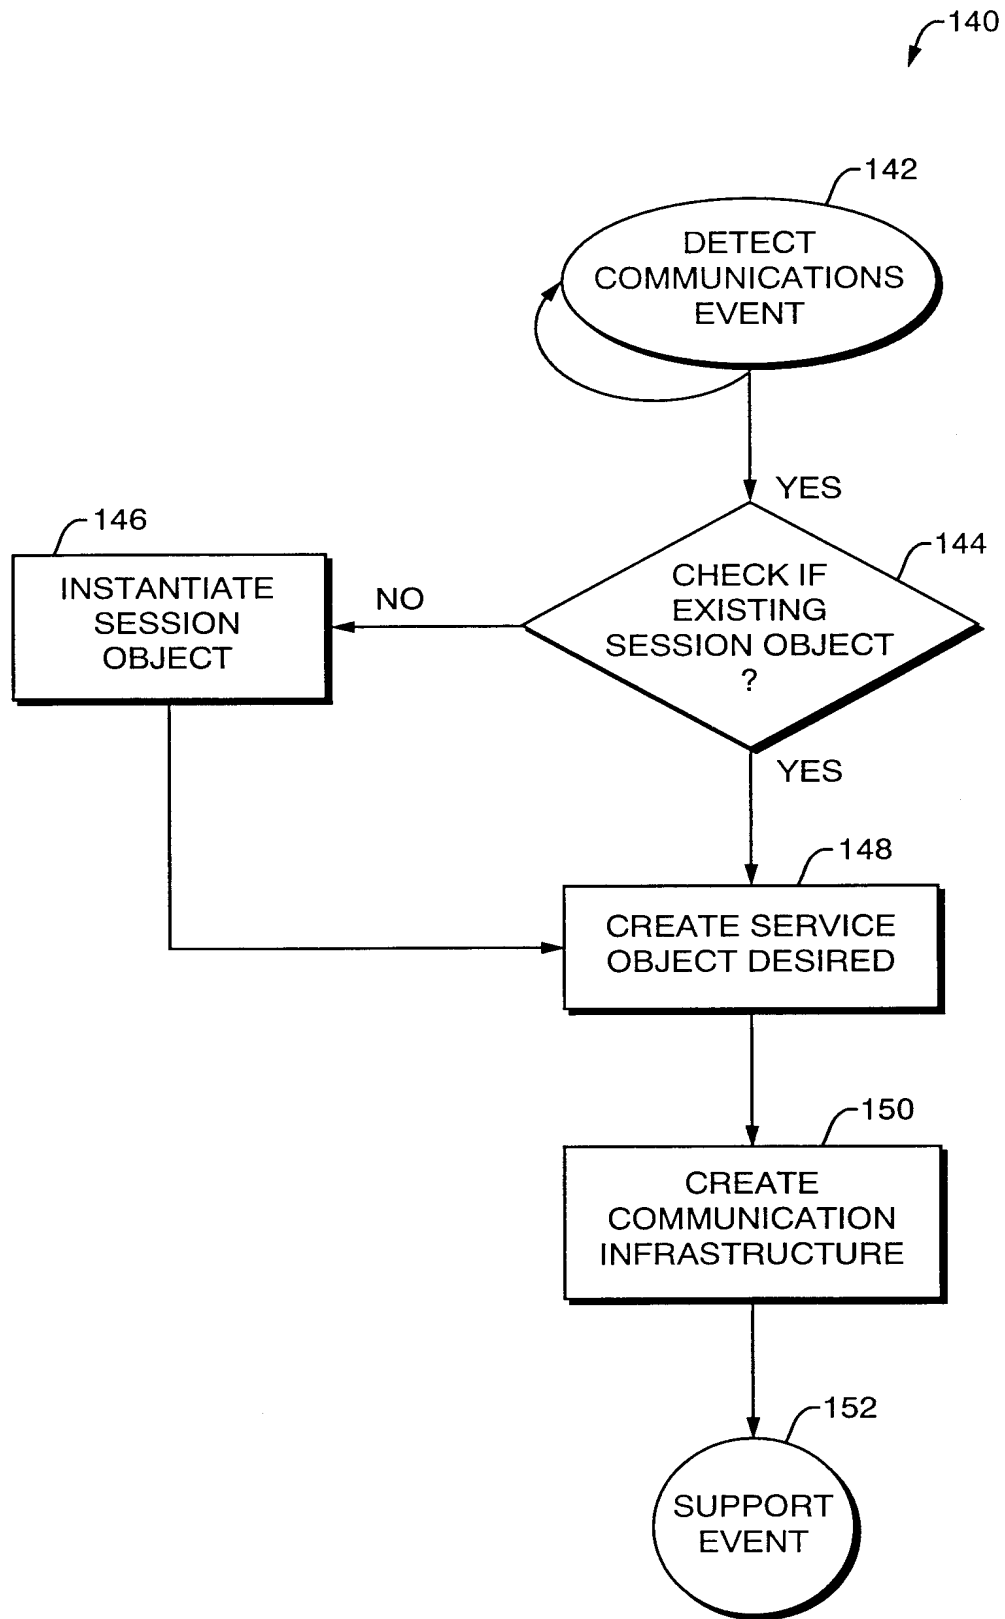 140
142
DETECT
COMMUNICATIONS
EVENT
YES
144
CHECK IF
EXISTING
SESSION OBJECT
?
NO
146
INSTANTIATE
SESSION
OBJECT
YES
148
CREATE SERVICE
OBJECT DESIRED
150
CREATE
COMMUNICATION
INFRASTRUCTURE
152
SUPPORT
EVENT